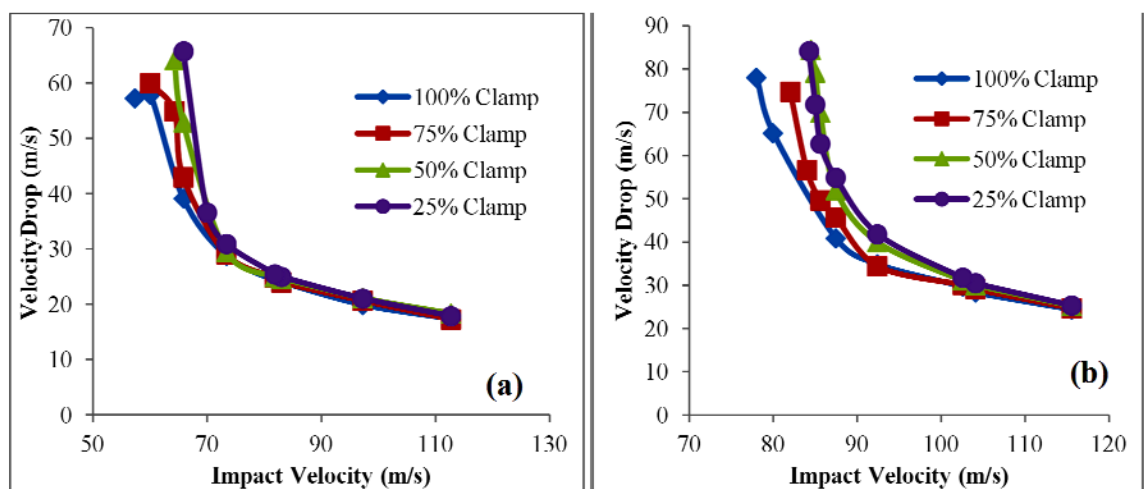 70
60
50
40
30
20
10
0
50
70
90
110
130
VelocityDrop (m/s)
Impact Velocity (m/s)
100% Clamp
75% Clamp
50% Clamp
25% Clamp
(a)
90
80
70
60
50
40
30
20
10
0
70
80
90
100
110
120
Velocity Drop (m/s)
Impact Velocity (m/s)
100% Clamp
75% Clamp
50% Clamp
25% Clamp
(b)